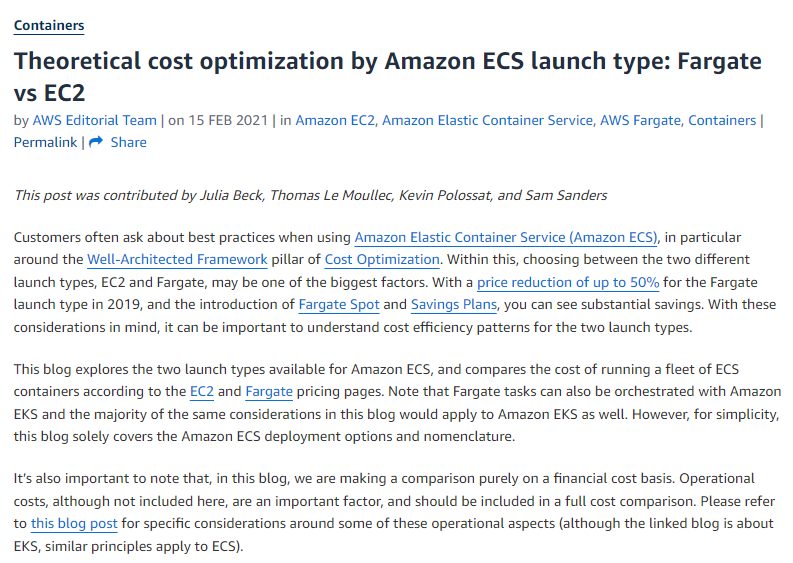 Containers
Theoretical cost optimization by Amazon ECS launch type: Fargate
vs EC2
by AWS Editorial Team | on 15 FEB 2021 | in Amazon EC2, Amazon Elastic Container Service, AWS Fargate, Containers |
Permalink | Share
This post was contributed by Julia Beck, Thomas Le Moullec, Kevin Polossat, and Sam Sanders
Customers often ask about best practices when using Amazon Elastic Container Service (Amazon ECS), in particular
around the Well-Architected Framework pillar of Cost Optimization. Within this, choosing between the two different
launch types, EC2 and Fargate, may be one of the biggest factors. With a price reduction of up to 50% for the Fargate
launch type in 2019, and the introduction of Fargate Spot and Savings Plans, you can see substantial savings. With these
considerations in mind, it can be important to understand cost efficiency patterns for the two launch types.
This blog explores the two launch types available for Amazon ECS, and compares the cost of running a fleet of ECS
containers according to the EC2 and Fargate pricing pages. Note that Fargate tasks can also be orchestrated with Amazon
EKS and the majority of the same considerations in this blog would apply to Amazon EKS as well. However, for simplicity,
this blog solely covers the Amazon ECS deployment options and nomenclature.
It's also important to note that, in this blog, we are making a comparison purely on a financial cost basis. Operational
costs, although not included here, are an important factor, and should be included in a full cost comparison. Please refer
to this blog post for specific considerations around some of these operational aspects (although the linked blog is about
EKS, similar principles apply to ECS).